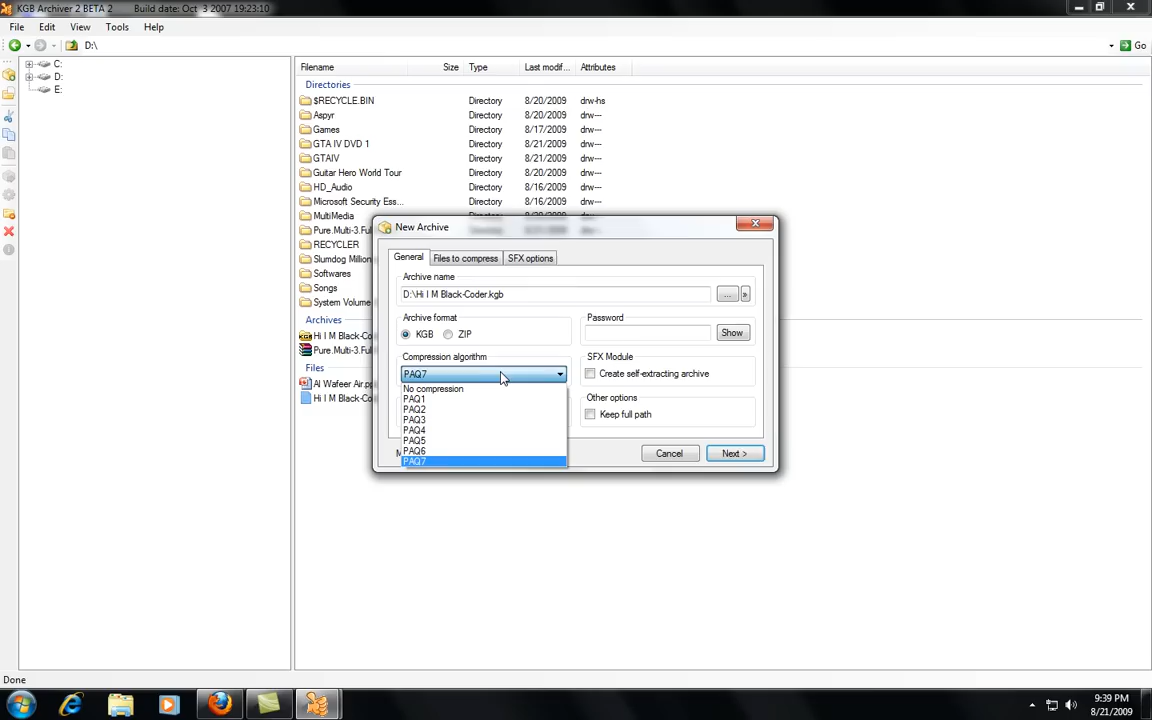 KGB Archiver 2 BETA 2 Build date: Oct 3 2007 19:23:10
File Edit View Tools Help
D:\ Go
C:
D:
E:
Filename Size Type Last modif... Attributes
Directories
$RECYCLE.BIN Directory 8/20/2009 drw-hs
Aspyr Directory 8/20/2009 drw---
Games Directory 8/17/2009 drw---
GTA IV DVD 1 Directory 8/21/2009 drw---
GTAIV Directory 8/21/2009 drw---
Guitar Hero World Tour Directory 8/20/2009 drw---
HD_Audio Directory 8/16/2009 drw---
Microsoft Security Ess... Directory 8/16/2009 drw---
MultiMedia
Pure.Multi-3.Ful
RECYCLER
Slumdog Million
Softwares
Songs
System Volume
Archives
Hi I M Black-Co
Pure.Multi-3.Ful
Files
Al Wafeer Air.pp
Hi I M Black-Co
New Archive
General Files to compress SFX options
Archive name
D:\Hi I M Black-Coder.kgb ... »
Archive format
KGB ZIP
Password
Show
Compression algorithm
PAQ7
No compression
PAQ1
PAQ2
PAQ3
PAQ4
PAQ5
PAQ6
PAQ7
SFX Module
Create self-extracting archive
Other options
Keep full path
Cancel Next >
Done
9:39 PM
8/21/2009